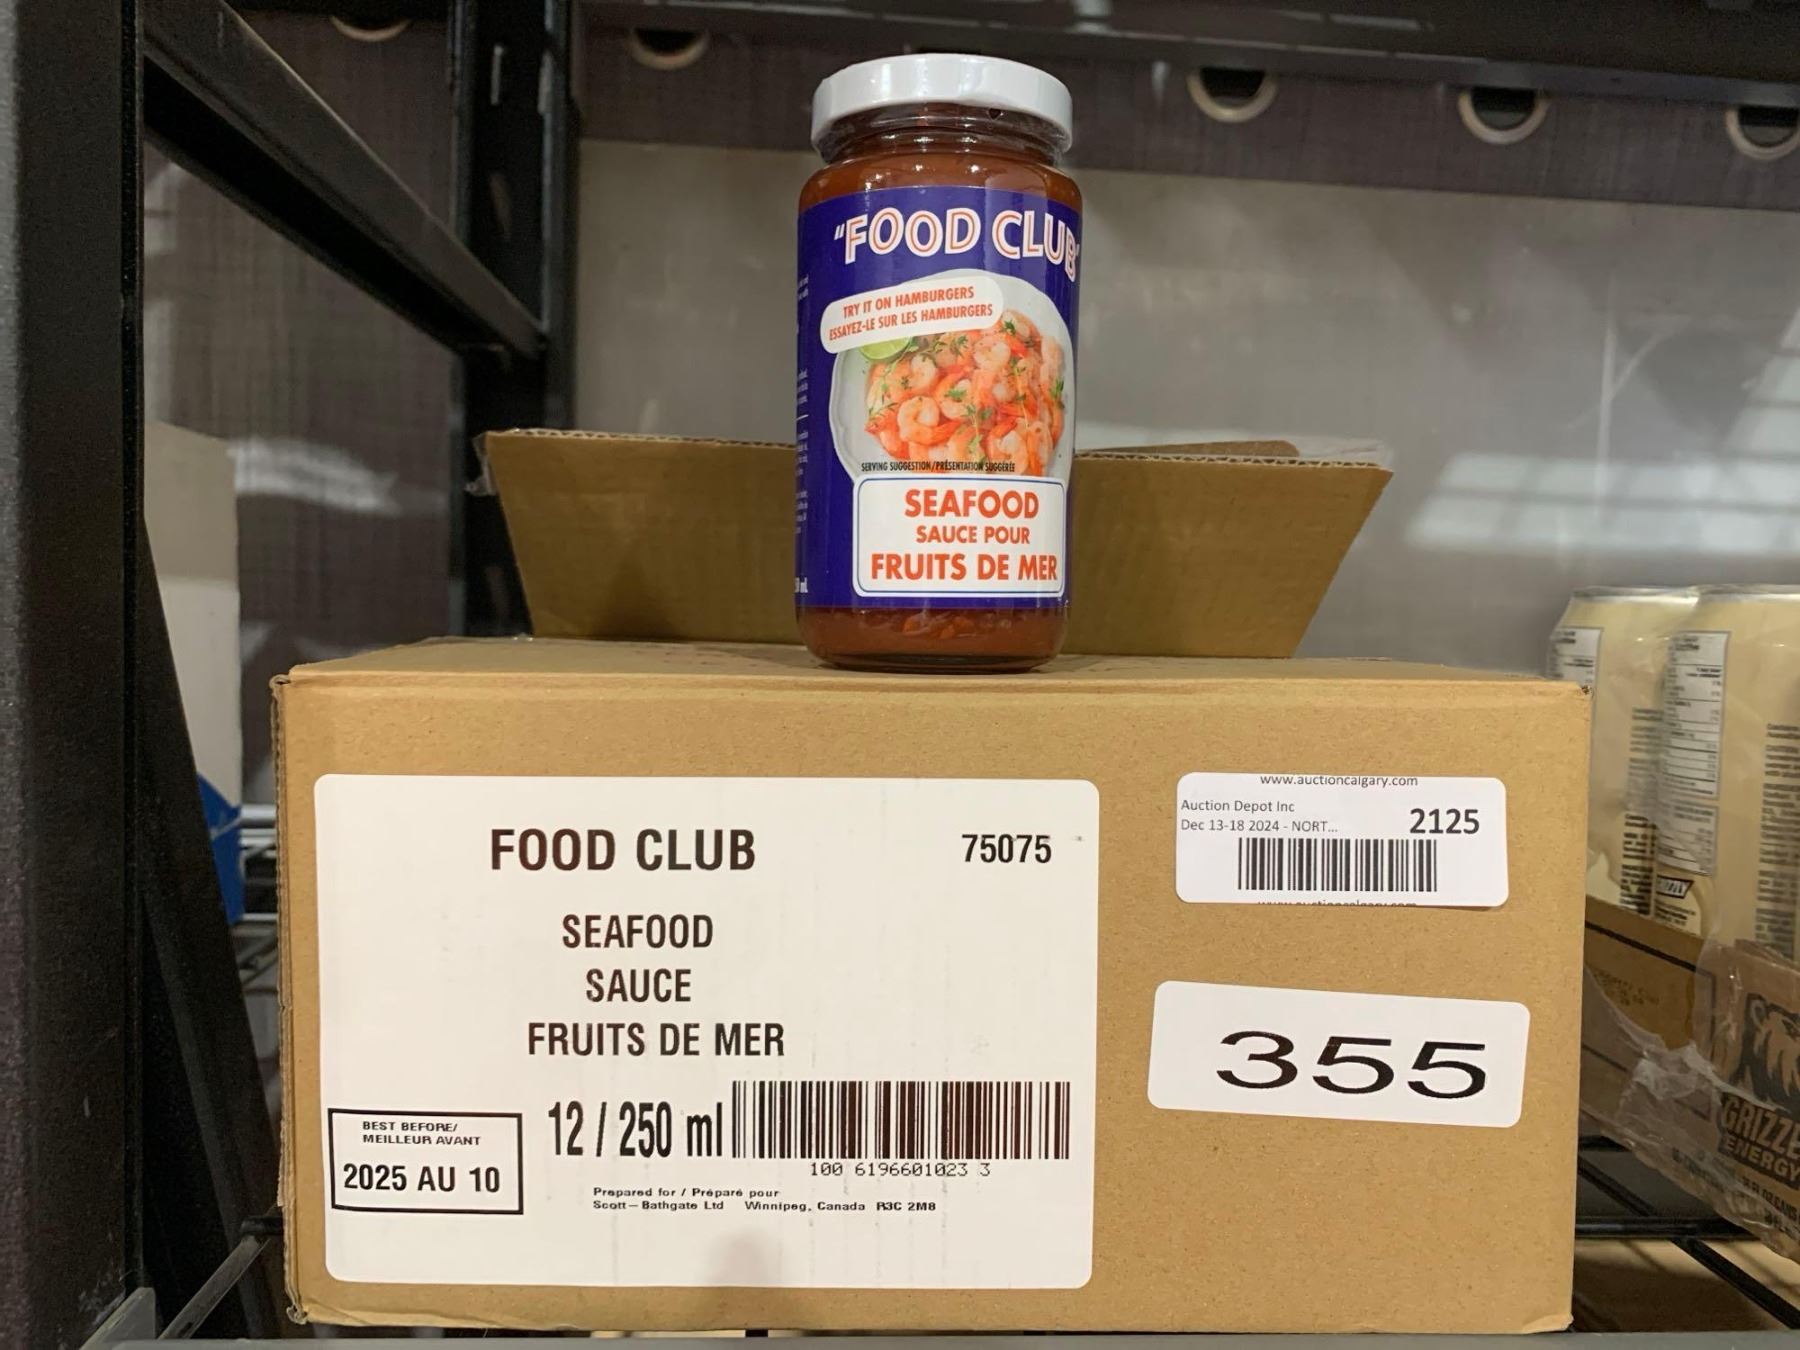 "FOOD CLUB"
TRY IT ON HAMBURGERS
ESSAYEZ-LE SUR LES HAMBURGERS
SERVING SUGGESTION/PRÉSENTATION SUGGÉRÉE
SEAFOOD
SAUCE POUR
FRUITS DE MER
ml
FOOD CLUB
75075
SEAFOOD
SAUCE
FRUITS DE MER
12 / 250 ml
100 6196601023 3
BEST BEFORE/
MEILLEUR AVANT
2025 AU 10
Prepared for / Préparé pour
Scott-Bathgate Ltd Winnipeg, Canada R3C 2M8
www.auctioncalgary.com
Auction Depot Inc
Dec 13-18 2024 - NORT...
2125
355
GRIZZ
ENERGY